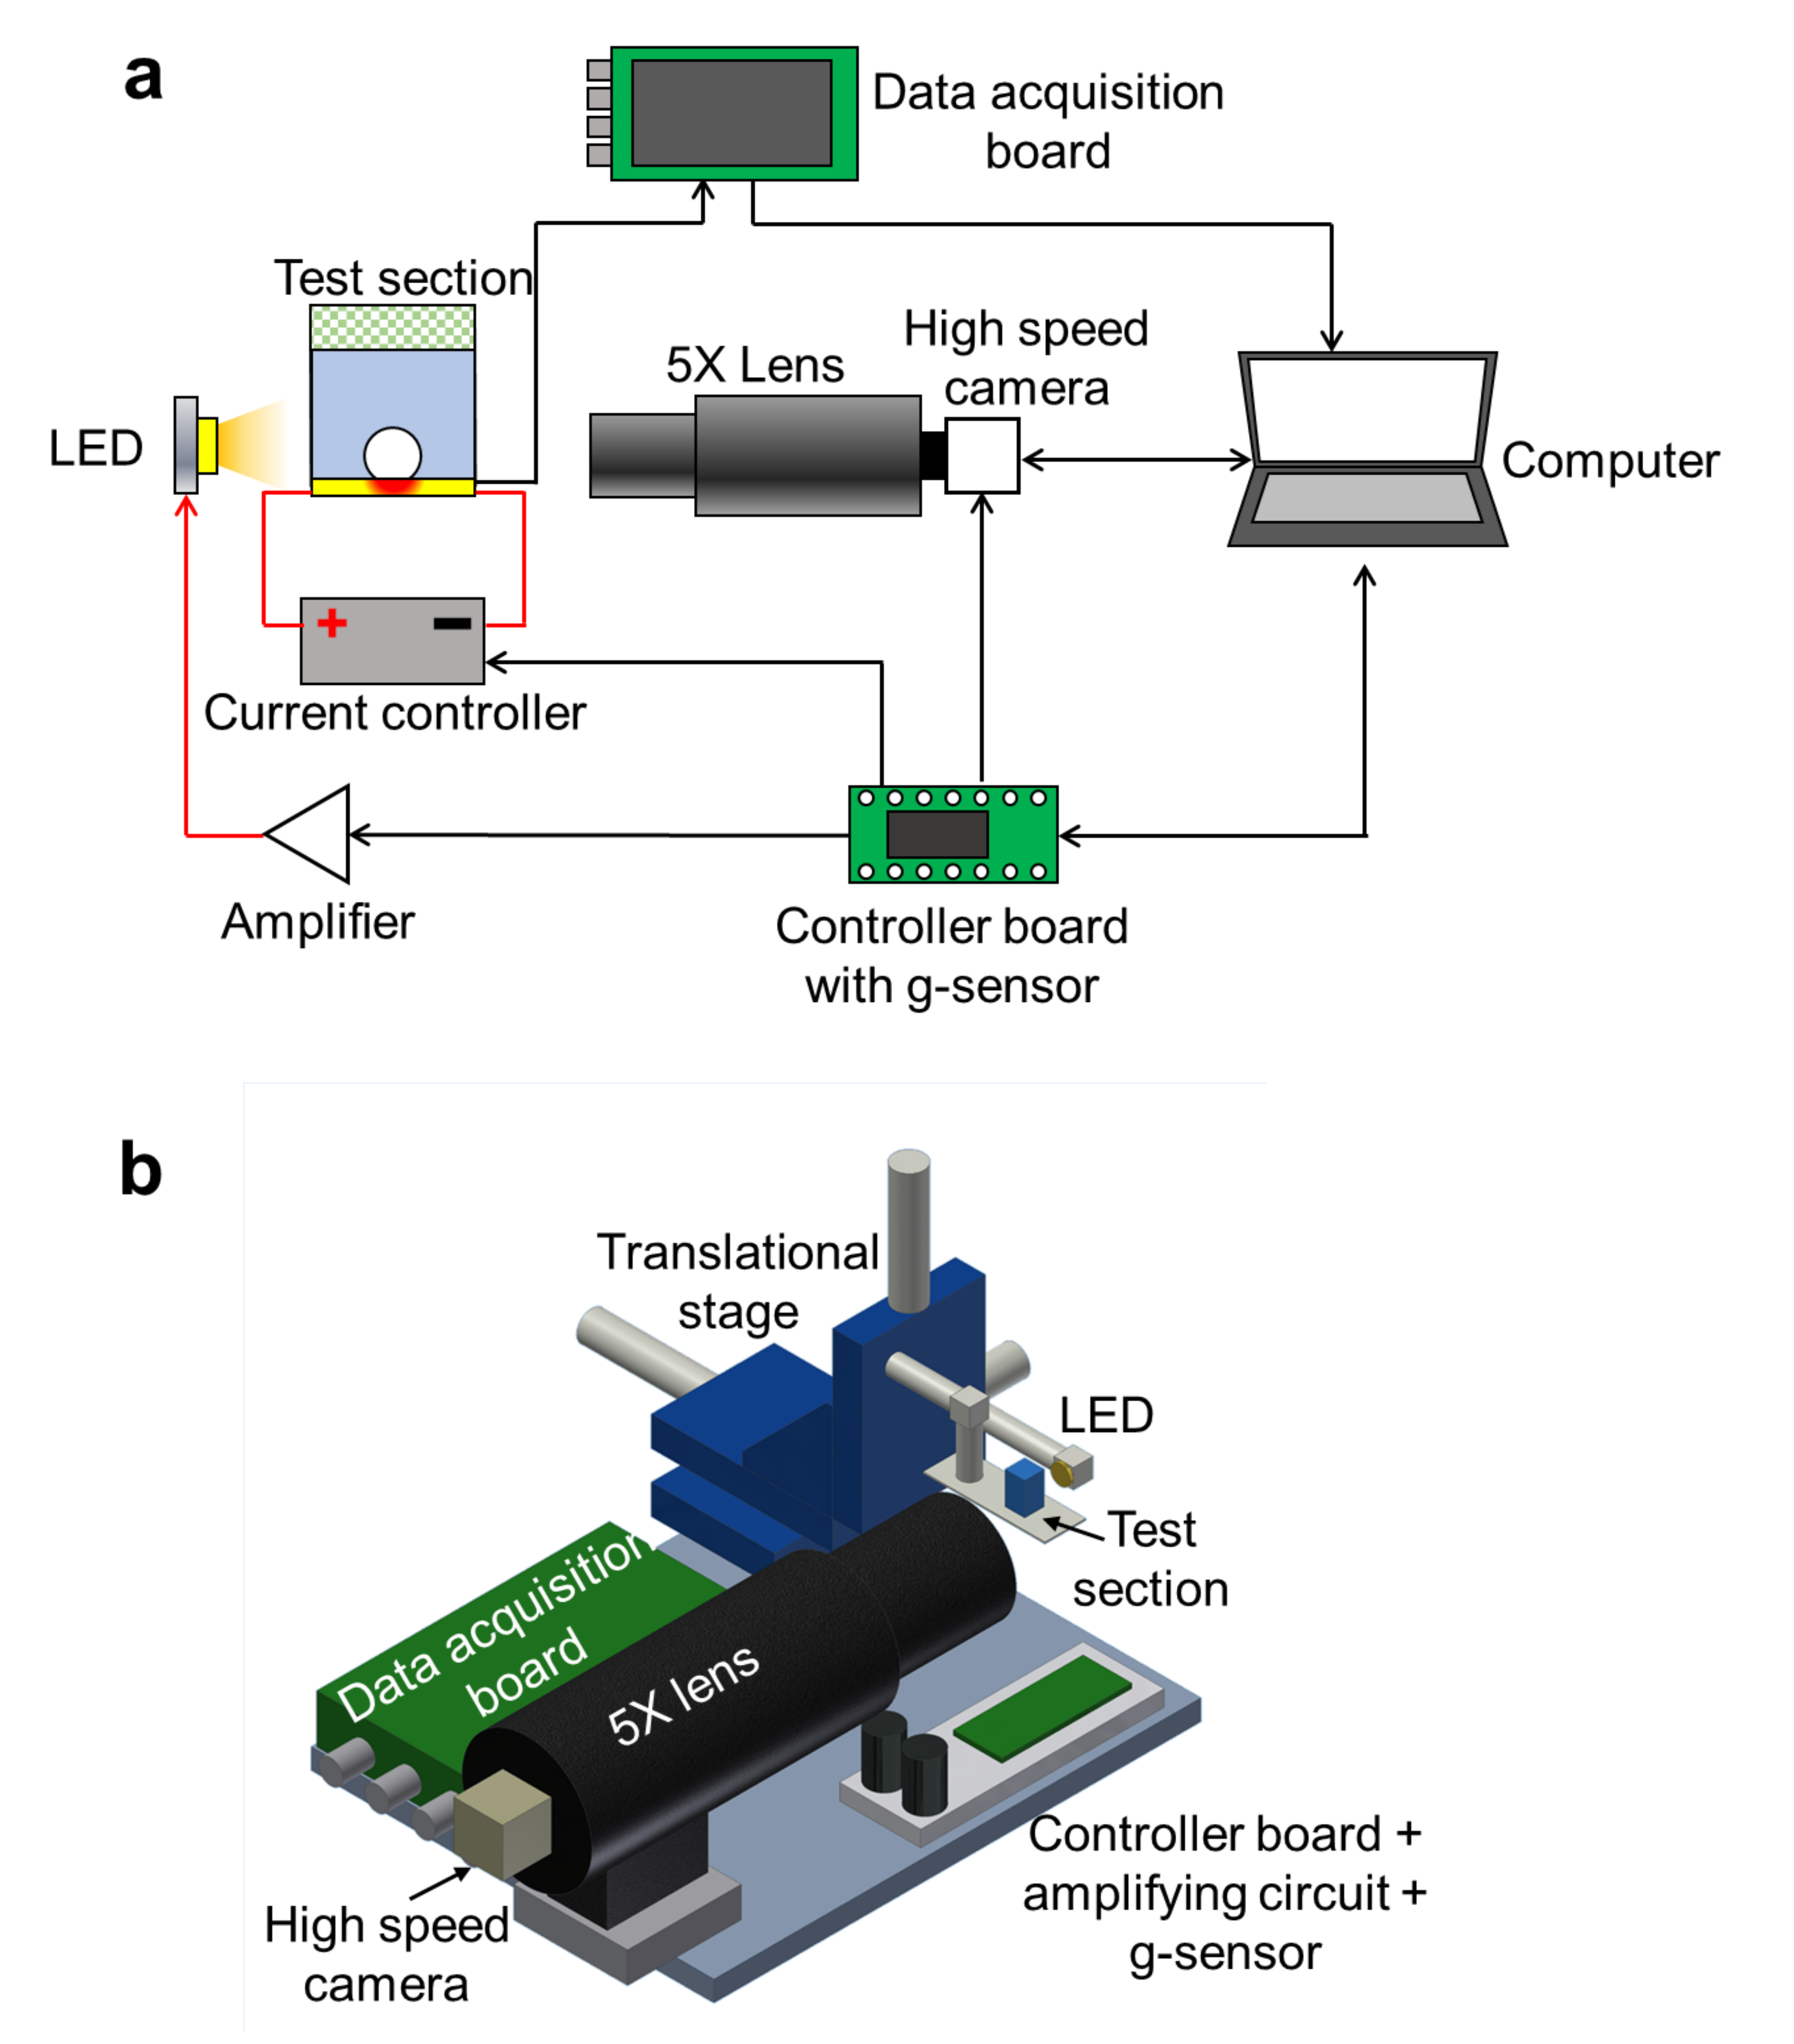 a
Data acquisition
board
Test section
High speed
camera
5X Lens
LED
Computer
+ −
Current controller
Amplifier
Controller board
with g-sensor
b
Translational
stage
LED
Test
section
Data acquisition
board
5X lens
Controller board +
amplifying circuit +
g-sensor
High speed
camera